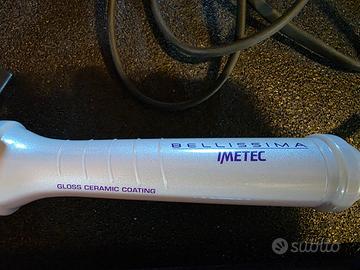 BELLISSIMA
IMETEC
GLOSS CERAMIC COATING
subito